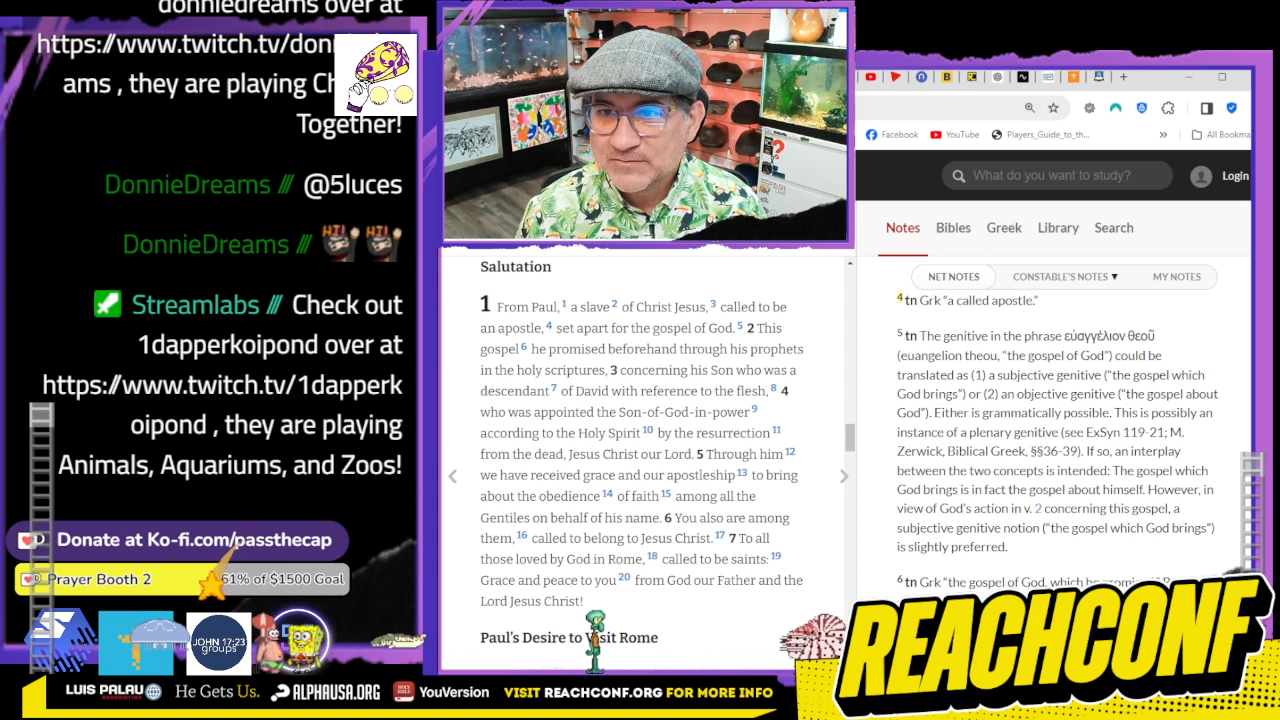 donniedreams over at
https://www.twitch.tv/don
ams , they are playing Ch
Together!
DonnieDreams /// @5luces
DonnieDreams /// HI! HI!
Streamlabs /// Check out
1dapperkoipond over at
https://www.twitch.tv/1dapperk
oipond , they are playing
Animals, Aquariums, and Zoos!
Donate at Ko-fi.com/passthecap
Prayer Booth 2
61% of $1500 Goal
JOHN 17:23
groups
Salutation
1 From Paul, 1 a slave 2 of Christ Jesus, 3 called to be
an apostle, 4 set apart for the gospel of God. 5 2 This
gospel 6 he promised beforehand through his prophets
in the holy scriptures, 3 concerning his Son who was a
descendant 7 of David with reference to the flesh, 8 4
who was appointed the Son-of-God-in-power 9
according to the Holy Spirit 10 by the resurrection 11
from the dead, Jesus Christ our Lord. 5 Through him 12
we have received grace and our apostleship 13 to bring
about the obedience 14 of faith 15 among all the
Gentiles on behalf of his name. 6 You also are among
them, 16 called to belong to Jesus Christ. 17 7 To all
those loved by God in Rome, 18 called to be saints: 19
Grace and peace to you 20 from God our Father and the
Lord Jesus Christ!
Paul's Desire to Visit Rome
Facebook
YouTube
Players_Guide_to_th...
»
All Bookma
What do you want to study?
Login
Notes Bibles Greek Library Search
NET NOTES CONSTABLE'S NOTES ▼ MY NOTES
4 tn Grk “a called apostle.”
5 tn The genitive in the phrase εὐαγγέλιον θεοῦ
(euangelion theou, “the gospel of God”) could be
translated as (1) a subjective genitive (“the gospel which
God brings”) or (2) an objective genitive (“the gospel about
God”). Either is grammatically possible. This is possibly an
instance of a plenary genitive (see ExSyn 119-21; M.
Zerwick, Biblical Greek, §§36-39). If so, an interplay
between the two concepts is intended: The gospel which
God brings is in fact the gospel about himself. However, in
view of God’s action in v. 2 concerning this gospel, a
subjective genitive notion (“the gospel which God brings”)
is slightly preferred.
6 tn Grk “the gospel of God, which he
REACHCONF
LUIS PALAU
ASSOCIATION
He Gets Us.
ALPHAUSA.ORG
HOLY BIBLE
YouVersion
VISIT REACHCONF.ORG FOR MORE INFO